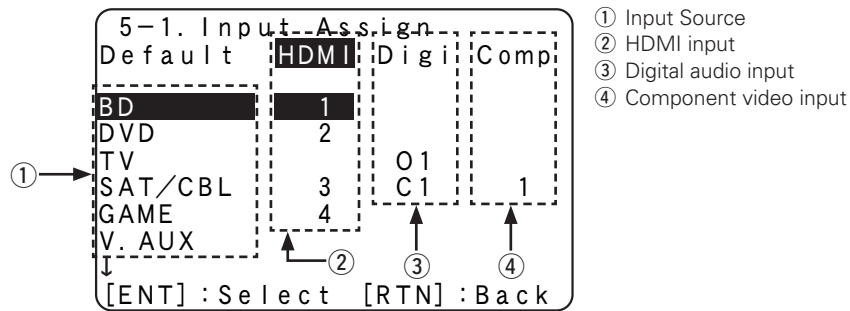 5-1. Input Assign
Default HDMI Digi Comp
BD 1
DVD 2
TV O1
SAT/CBL 3 C1 1
GAME 4
V. AUX
↓
[ENT]:Select [RTN]:Back
①
②
③
④
① Input Source
② HDMI input
③ Digital audio input
④ Component video input